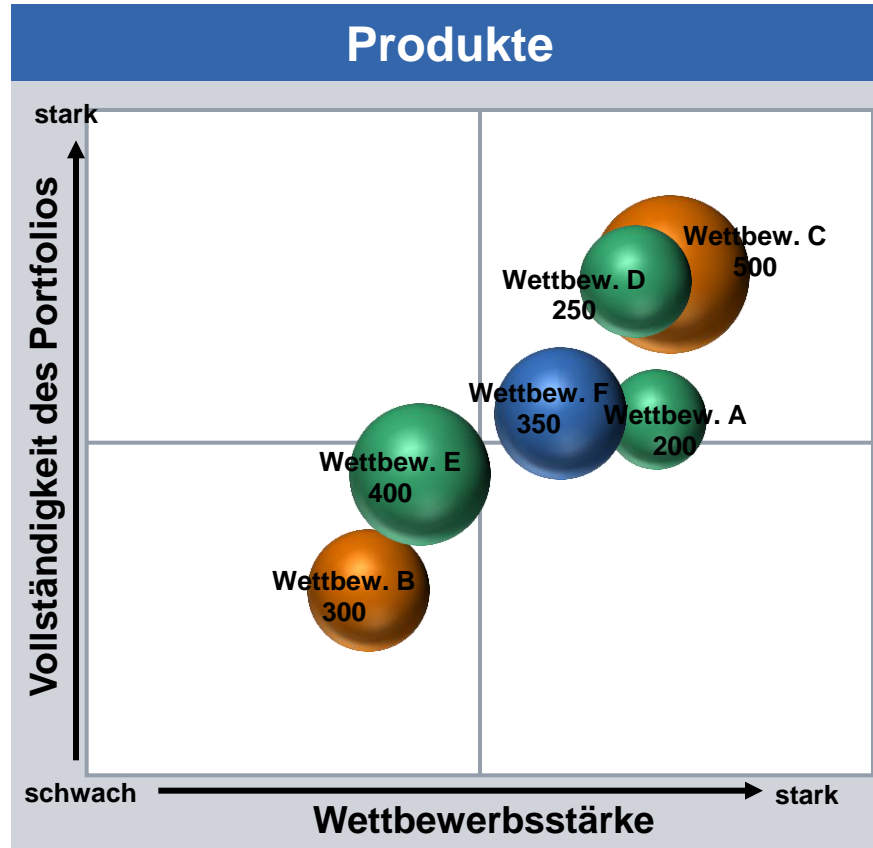 Produkte
stark
Vollständigkeit des Portfolios
Wettbew. C
500
Wettbew. D
250
Wettbew. F
350
Wettbew. A
200
Wettbew. E
400
Wettbew. B
300
schwach
stark
Wettbewerbsstärke